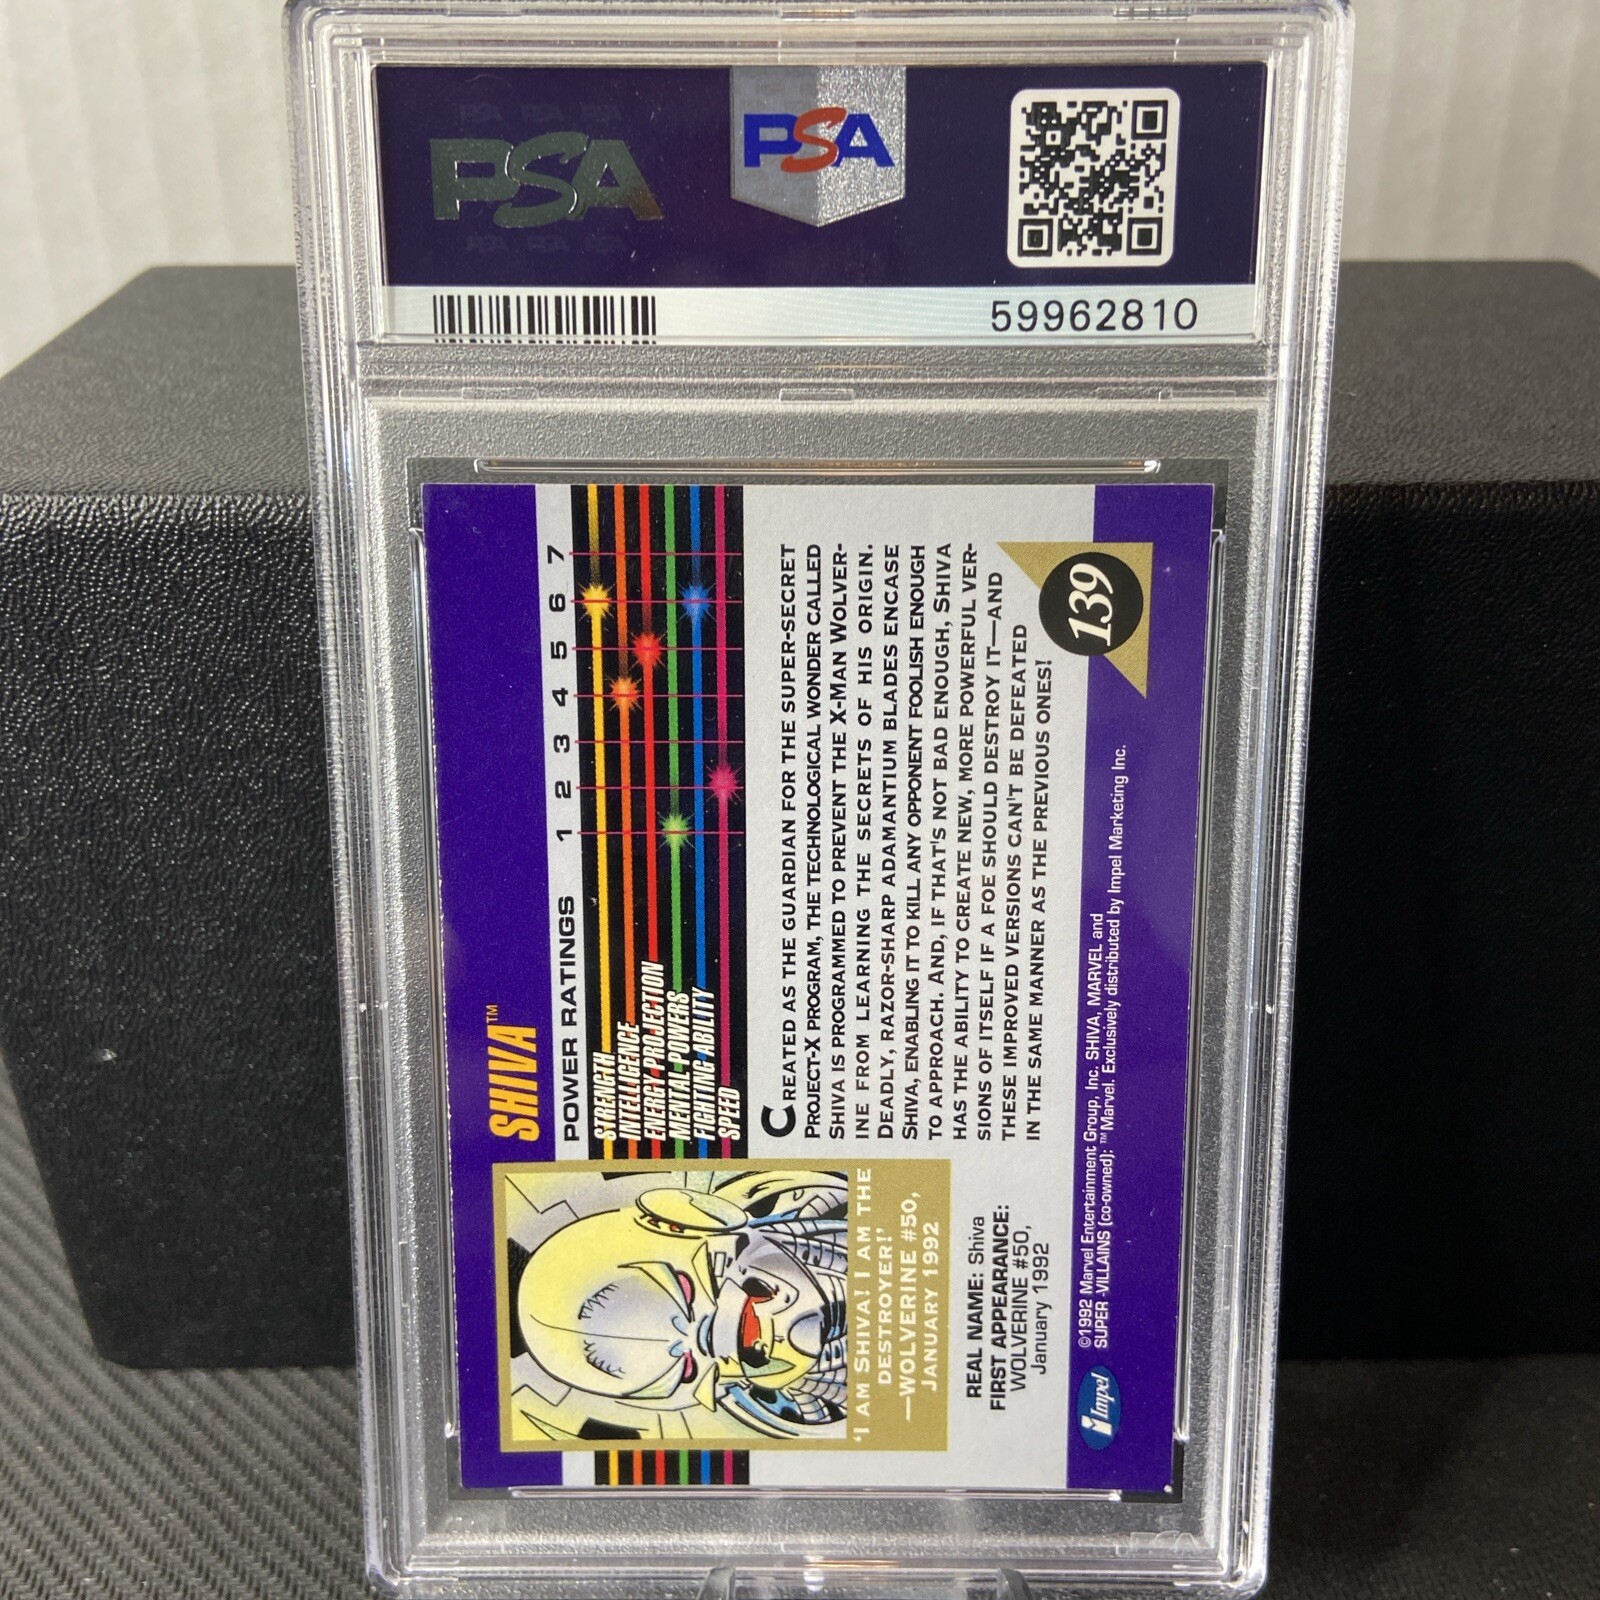 PSA
PSA
59962810
SHIVA™
POWER RATINGS 1 2 3 4 5 6 7
STRENGTH
INTELLIGENCE
ENERGY PROJECTION
MENTAL POWERS
FIGHTING ABILITY
SPEED
CREATED AS THE GUARDIAN FOR THE SUPER-SECRET
PROJECT-X PROGRAM, THE TECHNOLOGICAL WONDER CALLED
SHIVA IS PROGRAMMED TO PREVENT THE X-MAN WOLVER-
INE FROM LEARNING THE SECRETS OF HIS ORIGIN.
DEADLY, RAZOR-SHARP ADAMANTIUM BLADES ENCASE
SHIVA, ENABLING IT TO KILL ANY OPPONENT FOOLISH ENOUGH
TO APPROACH. AND, IF THAT'S NOT BAD ENOUGH, SHIVA
HAS THE ABILITY TO CREATE NEW, MORE POWERFUL VER-
SIONS OF ITSELF IF A FOE SHOULD DESTROY IT—AND
THESE IMPROVED VERSIONS CAN'T BE DEFEATED
IN THE SAME MANNER AS THE PREVIOUS ONES!
'I AM SHIVA! I AM THE
DESTROYER!'
—WOLVERINE #50,
JANUARY 1992
REAL NAME: Shiva
FIRST APPEARANCE:
WOLVERINE #50,
January 1992
139
Impel
©1992 Marvel Entertainment Group, Inc. SHIVA, MARVEL and
SUPER-VILLAINS (co-owned): ™Marvel. Exclusively distributed by Impel Marketing Inc.